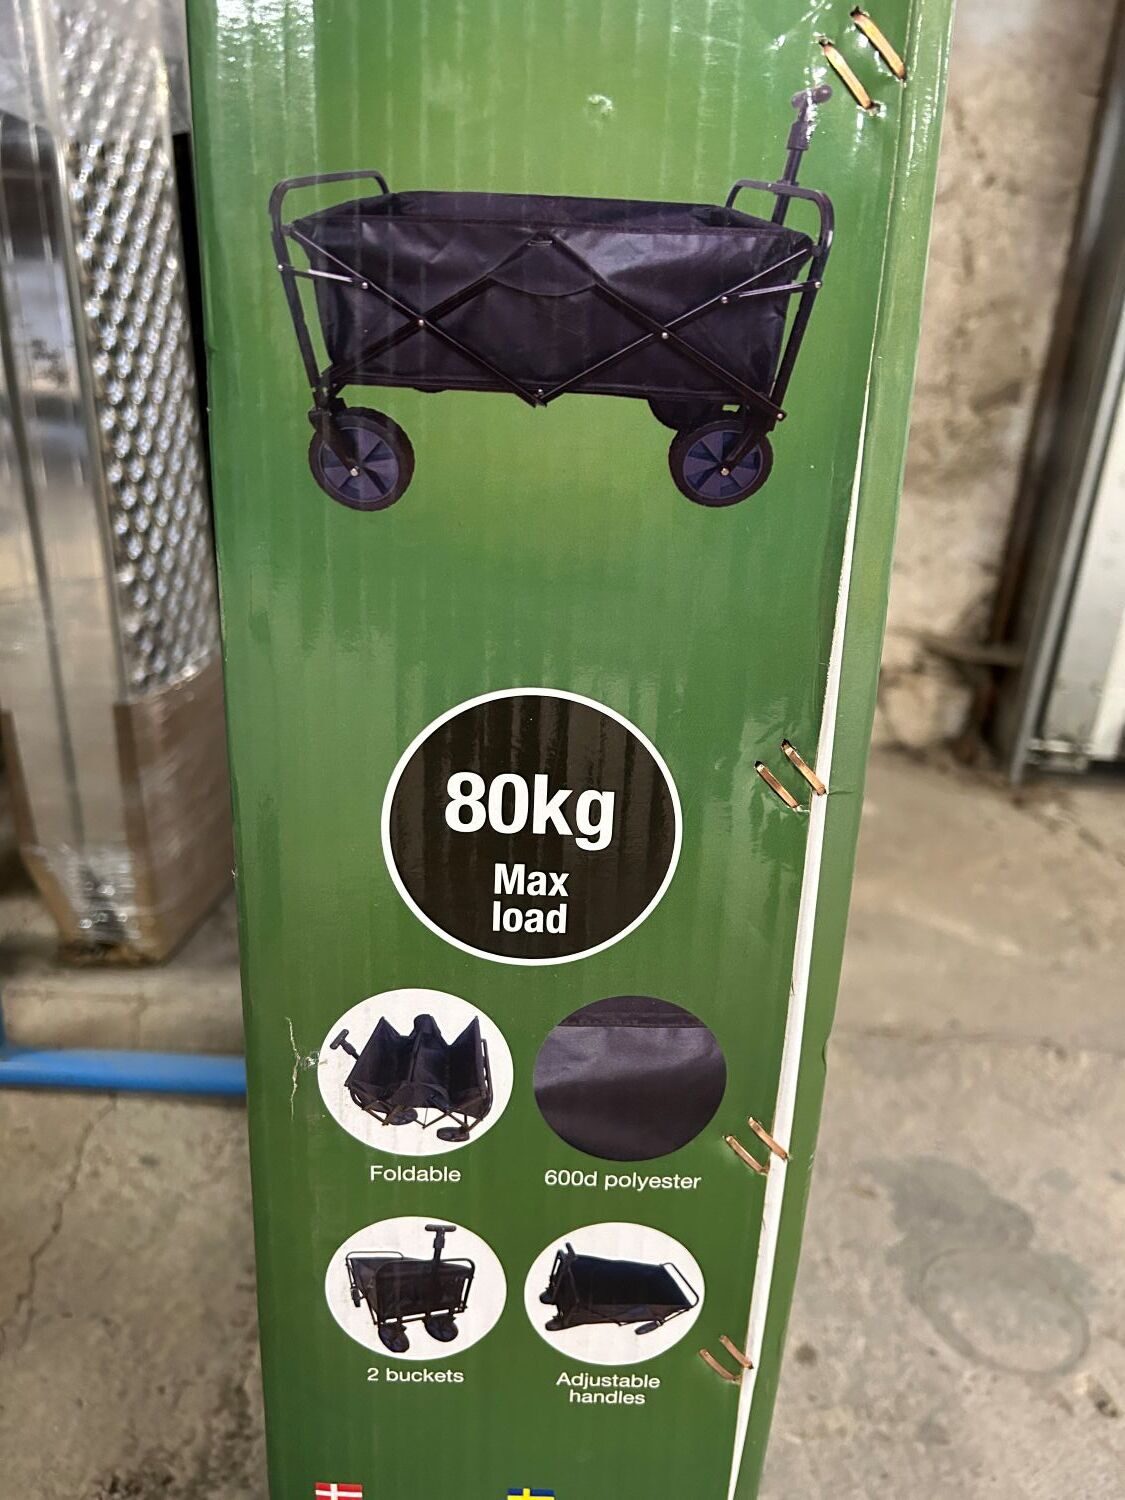 80kg
Max
load
Foldable
600d polyester
2 buckets
Adjustable
handles